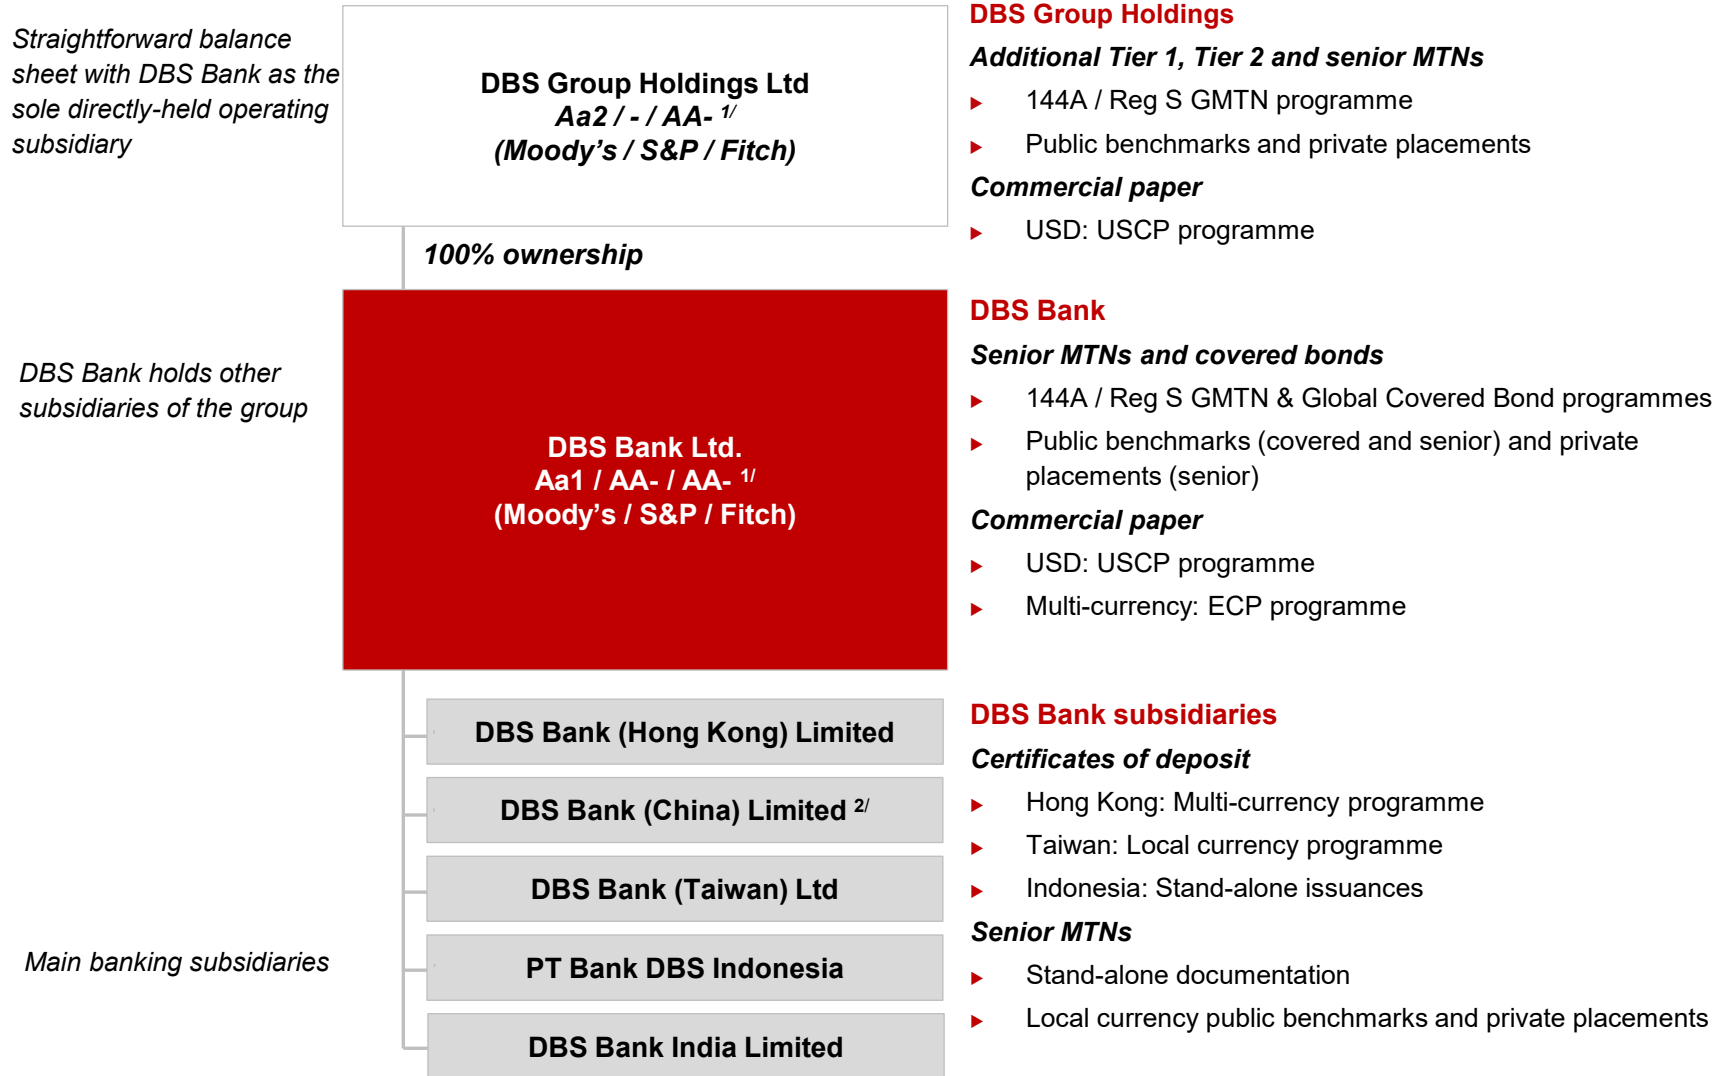 Straightforward balance
sheet with DBS Bank as the
sole directly-held operating
subsidiary
DBS Group Holdings Ltd
Aa2 / - / AA- 1/
(Moody's / S&P / Fitch)
DBS Group Holdings
Additional Tier 1, Tier 2 and senior MTNs
► 144A / Reg S GMTN programme
► Public benchmarks and private placements
Commercial paper
► USD: USCP programme
100% ownership
DBS Bank holds other
subsidiaries of the group
DBS Bank Ltd.
Aa1 / AA- / AA- 1/
(Moody's / S&P / Fitch)
DBS Bank
Senior MTNs and covered bonds
► 144A / Reg S GMTN & Global Covered Bond programmes
► Public benchmarks (covered and senior) and private
placements (senior)
Commercial paper
► USD: USCP programme
► Multi-currency: ECP programme
Main banking subsidiaries
DBS Bank (Hong Kong) Limited
DBS Bank (China) Limited 2/
DBS Bank (Taiwan) Ltd
PT Bank DBS Indonesia
DBS Bank India Limited
DBS Bank subsidiaries
Certificates of deposit
► Hong Kong: Multi-currency programme
► Taiwan: Local currency programme
► Indonesia: Stand-alone issuances
Senior MTNs
► Stand-alone documentation
► Local currency public benchmarks and private placements